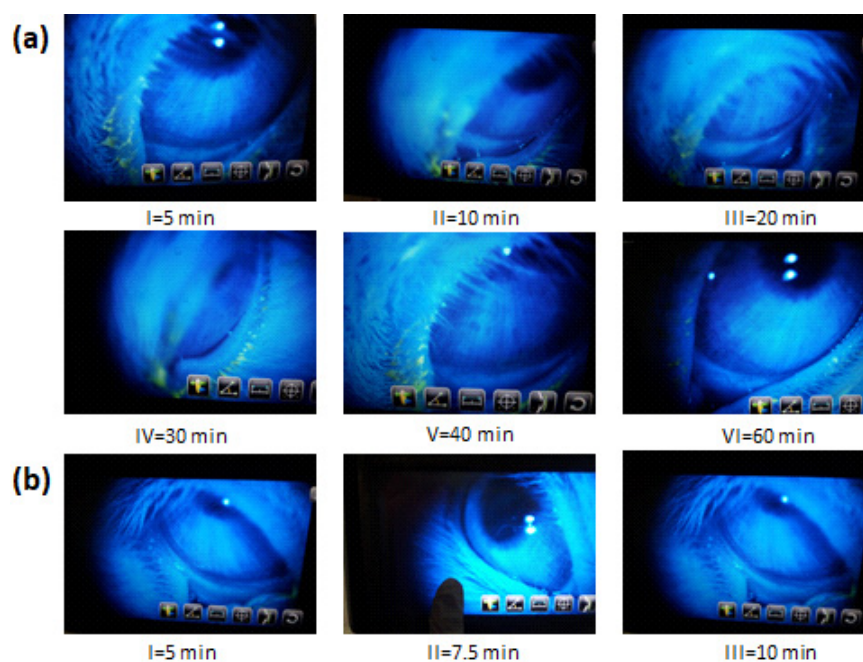 (a)
I=5 min
II=10 min
III=20 min
IV=30 min
V=40 min
VI=60 min
(b)
I=5 min
II=7.5 min
III=10 min